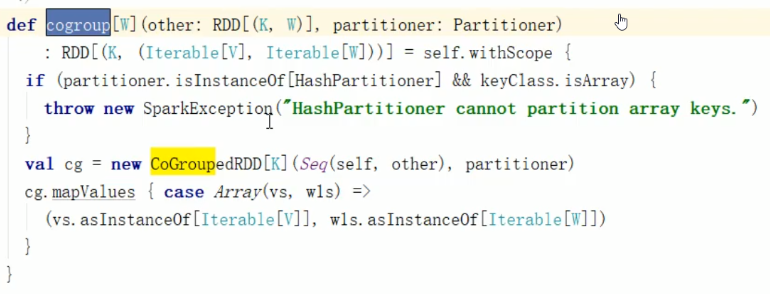 def cogroup[W](other: RDD[(K, W)], partitioner: Partitioner)
    : RDD[(K, (Iterable[V], Iterable[W]))] = self.withScope {
  if (partitioner.isInstanceOf[HashPartitioner] && keyClass.isArray) {
    throw new SparkException("HashPartitioner cannot partition array keys.")
  }
  val cg = new CoGroupedRDD[K](Seq(self, other), partitioner)
  cg.mapValues { case Array(vs, w1s) =>
    (vs.asInstanceOf[Iterable[V]], w1s.asInstanceOf[Iterable[W]])
  }
}